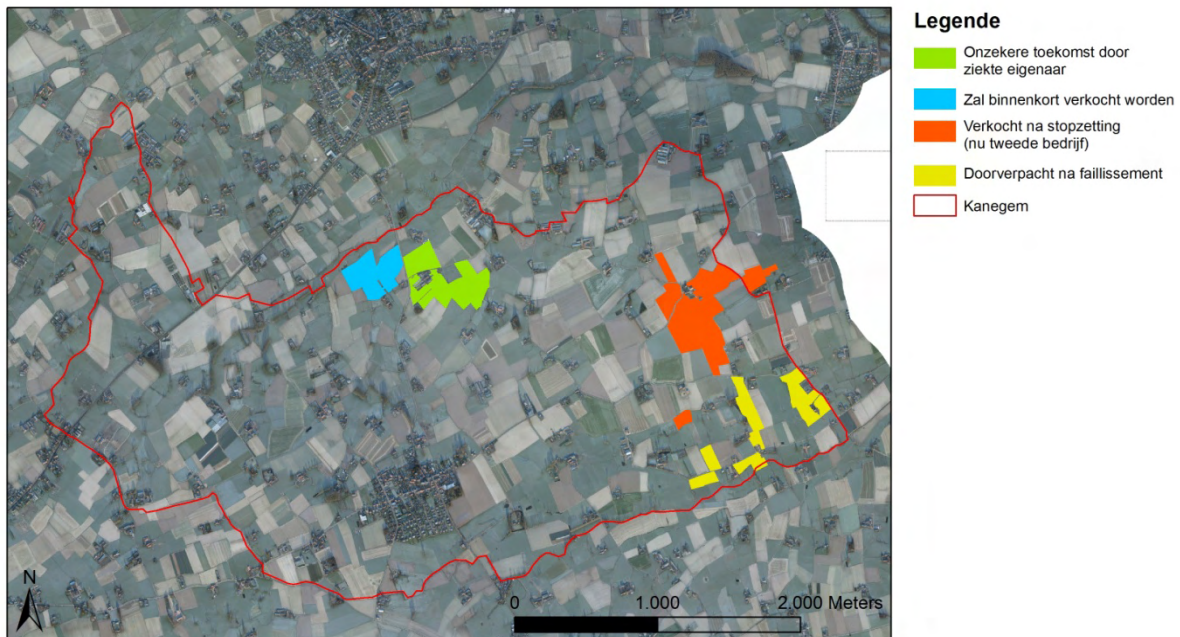 Legende
Onzekere toekomst door
ziekte eigenaar
Zal binnenkort verkocht worden
Verkocht na stopzetting
(nu tweede bedrijf)
Doorverpacht na faillissement
Kanegem
N
0 1.000 2.000 Meters